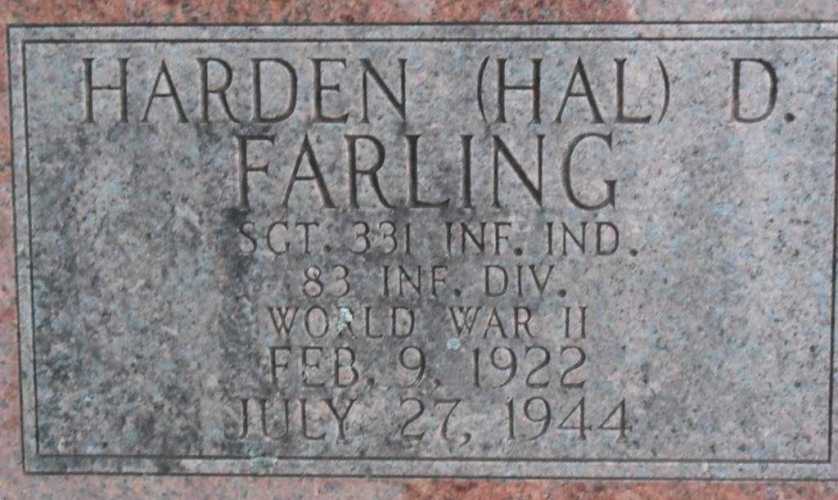 HARDEN (HAL) D.
FARLING
SGT. 331 INF. IND.
83 INF. DIV.
WORLD WAR II
FEB. 9, 1922
JULY 27, 1944